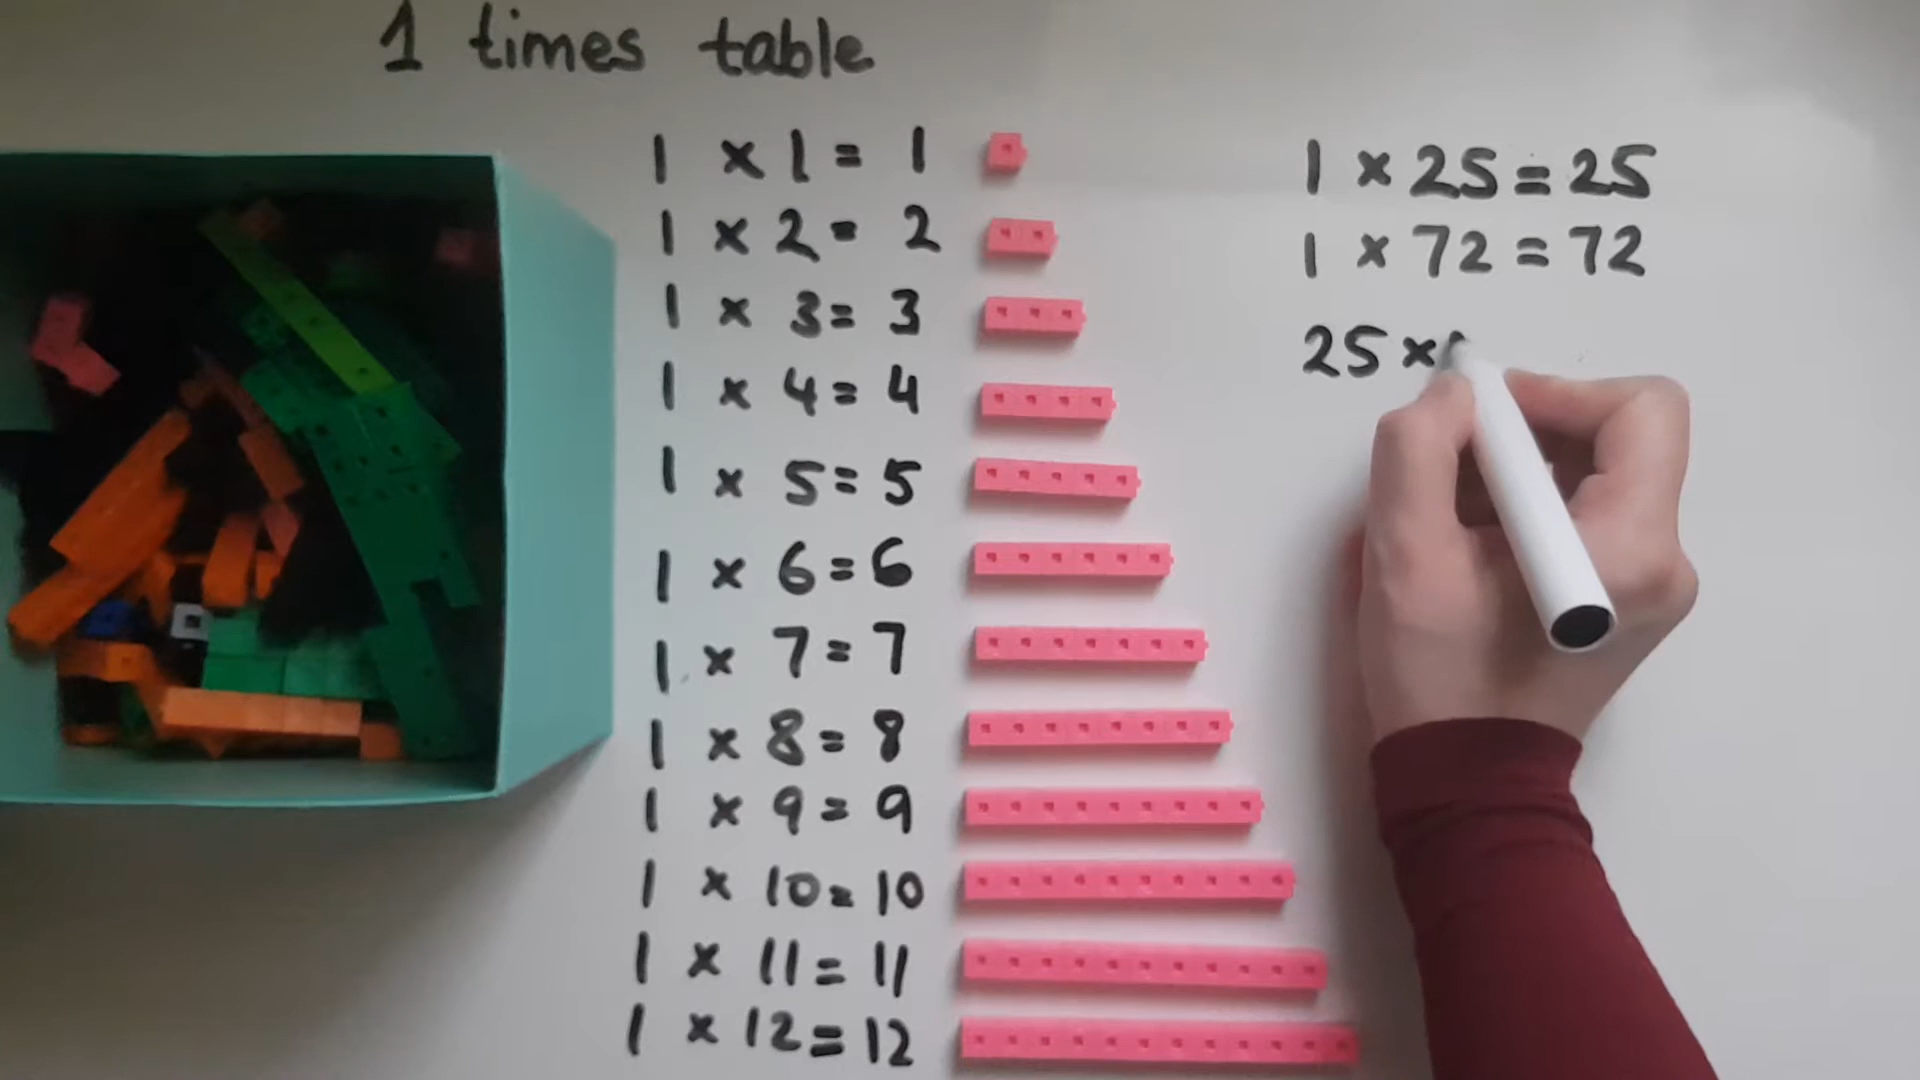 1 times table
1 x 1 = 1
1 x 2 = 2
1 x 3 = 3
1 x 4 = 4
1 x 5 = 5
1 x 6 = 6
1 x 7 = 7
1 x 8 = 8
1 x 9 = 9
1 x 10 = 10
1 x 11 = 11
1 x 12 = 12
1 x 25 = 25
1 x 72 = 72
25 x